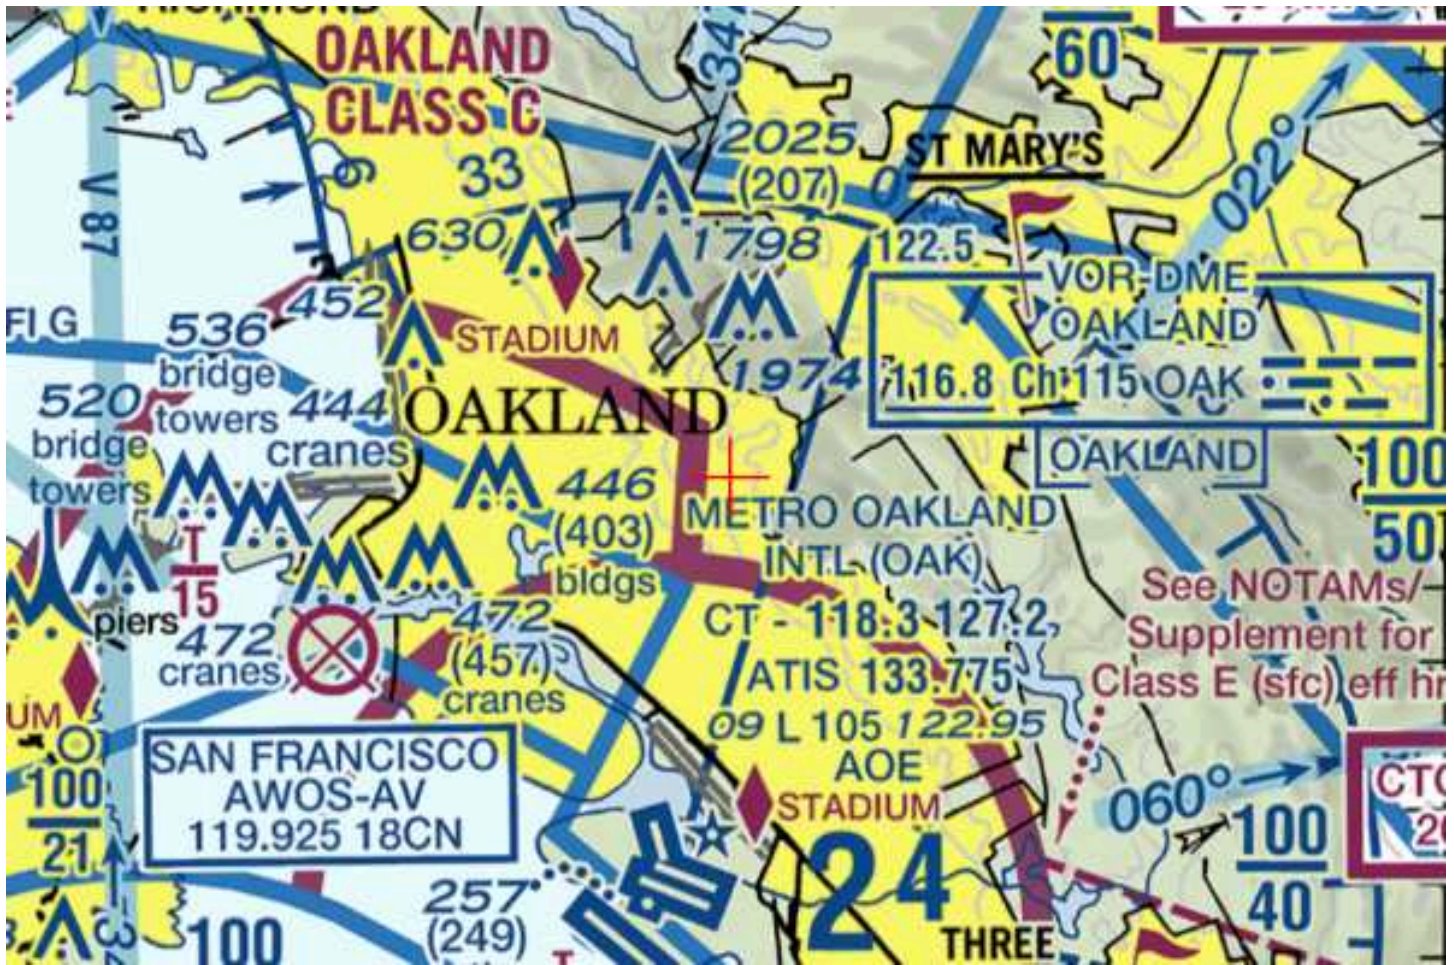 RICHMOND
OAKLAND
CLASS C
60
34
2025
(207)
ST MARY'S
33
V 87
022°
630
1798
122.5
452
VOR-DME
OAKLAND
116.8 Ch 115 OAK
OAKLAND
536
bridge
towers
STADIUM
1974
520
bridge
towers
444
cranes
OAKLAND
100
50
446
(403)
bldgs
METRO OAKLAND
INTL (OAK)
CT - 118.3 127.2
ATIS 133.775
09 L 105 122.95
AOE
T
15
piers
472
cranes
472
(457)
cranes
See NOTAMs/
Supplement for
Class E (sfc) eff hr
UM
SAN FRANCISCO
AWOS-AV
119.925 18CN
100
21
STADIUM
24
060°
100
40
257
(249)
100
THREE
T